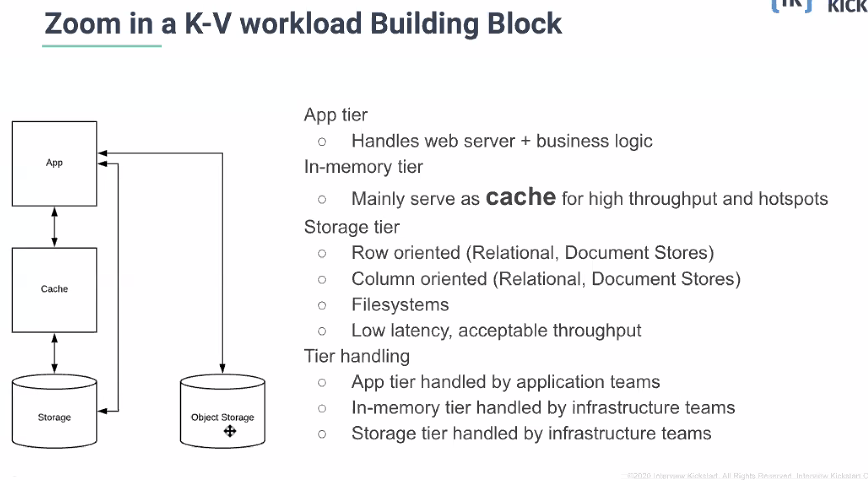 Zoom in a K-V workload Building Block
KICK
App
Cache
Storage
Object Storage
App tier
○ Handles web server + business logic
In-memory tier
○ Mainly serve as cache for high throughput and hotspots
Storage tier
○ Row oriented (Relational, Document Stores)
○ Column oriented (Relational, Document Stores)
○ Filesystems
○ Low latency, acceptable throughput
Tier handling
○ App tier handled by application teams
○ In-memory tier handled by infrastructure teams
○ Storage tier handled by infrastructure teams
©2020 Interview Kickstart. All Rights Reserved. Interview Kickstart